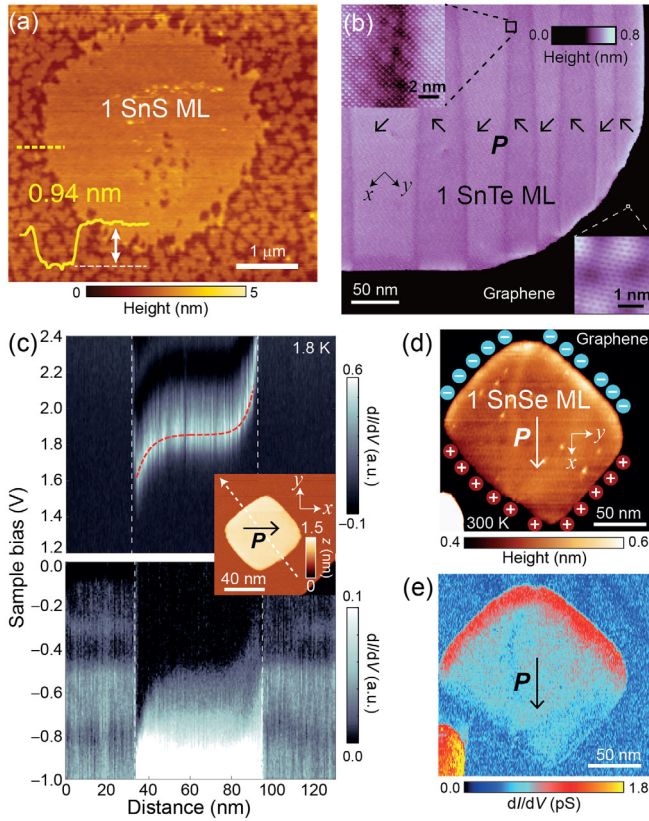 (a)
1 SnS ML
0.94 nm
1 μm
0
5
Height (nm)
(b)
0.0
0.8
Height (nm)
2 nm
P
x
y
1 SnTe ML
50 nm
Graphene
1 nm
(c)
2.4
2.2
2.0
1.8
1.6
1.4
1.2
1.8 K
0.6
−0.1
dI/dV (a.u.)
Sample bias (V)
y
x
P
40 nm
1.5
0
z (nm)
0.0
−0.2
−0.4
−0.6
−0.8
−1.0
0.1
0.0
dI/dV (a.u.)
0 20 40 60 80 100 120
Distance (nm)
(d)
Graphene
1 SnSe ML
P
y
x
300 K
50 nm
0.4
0.6
Height (nm)
(e)
P
50 nm
0.0
1.8
dI/dV (pS)